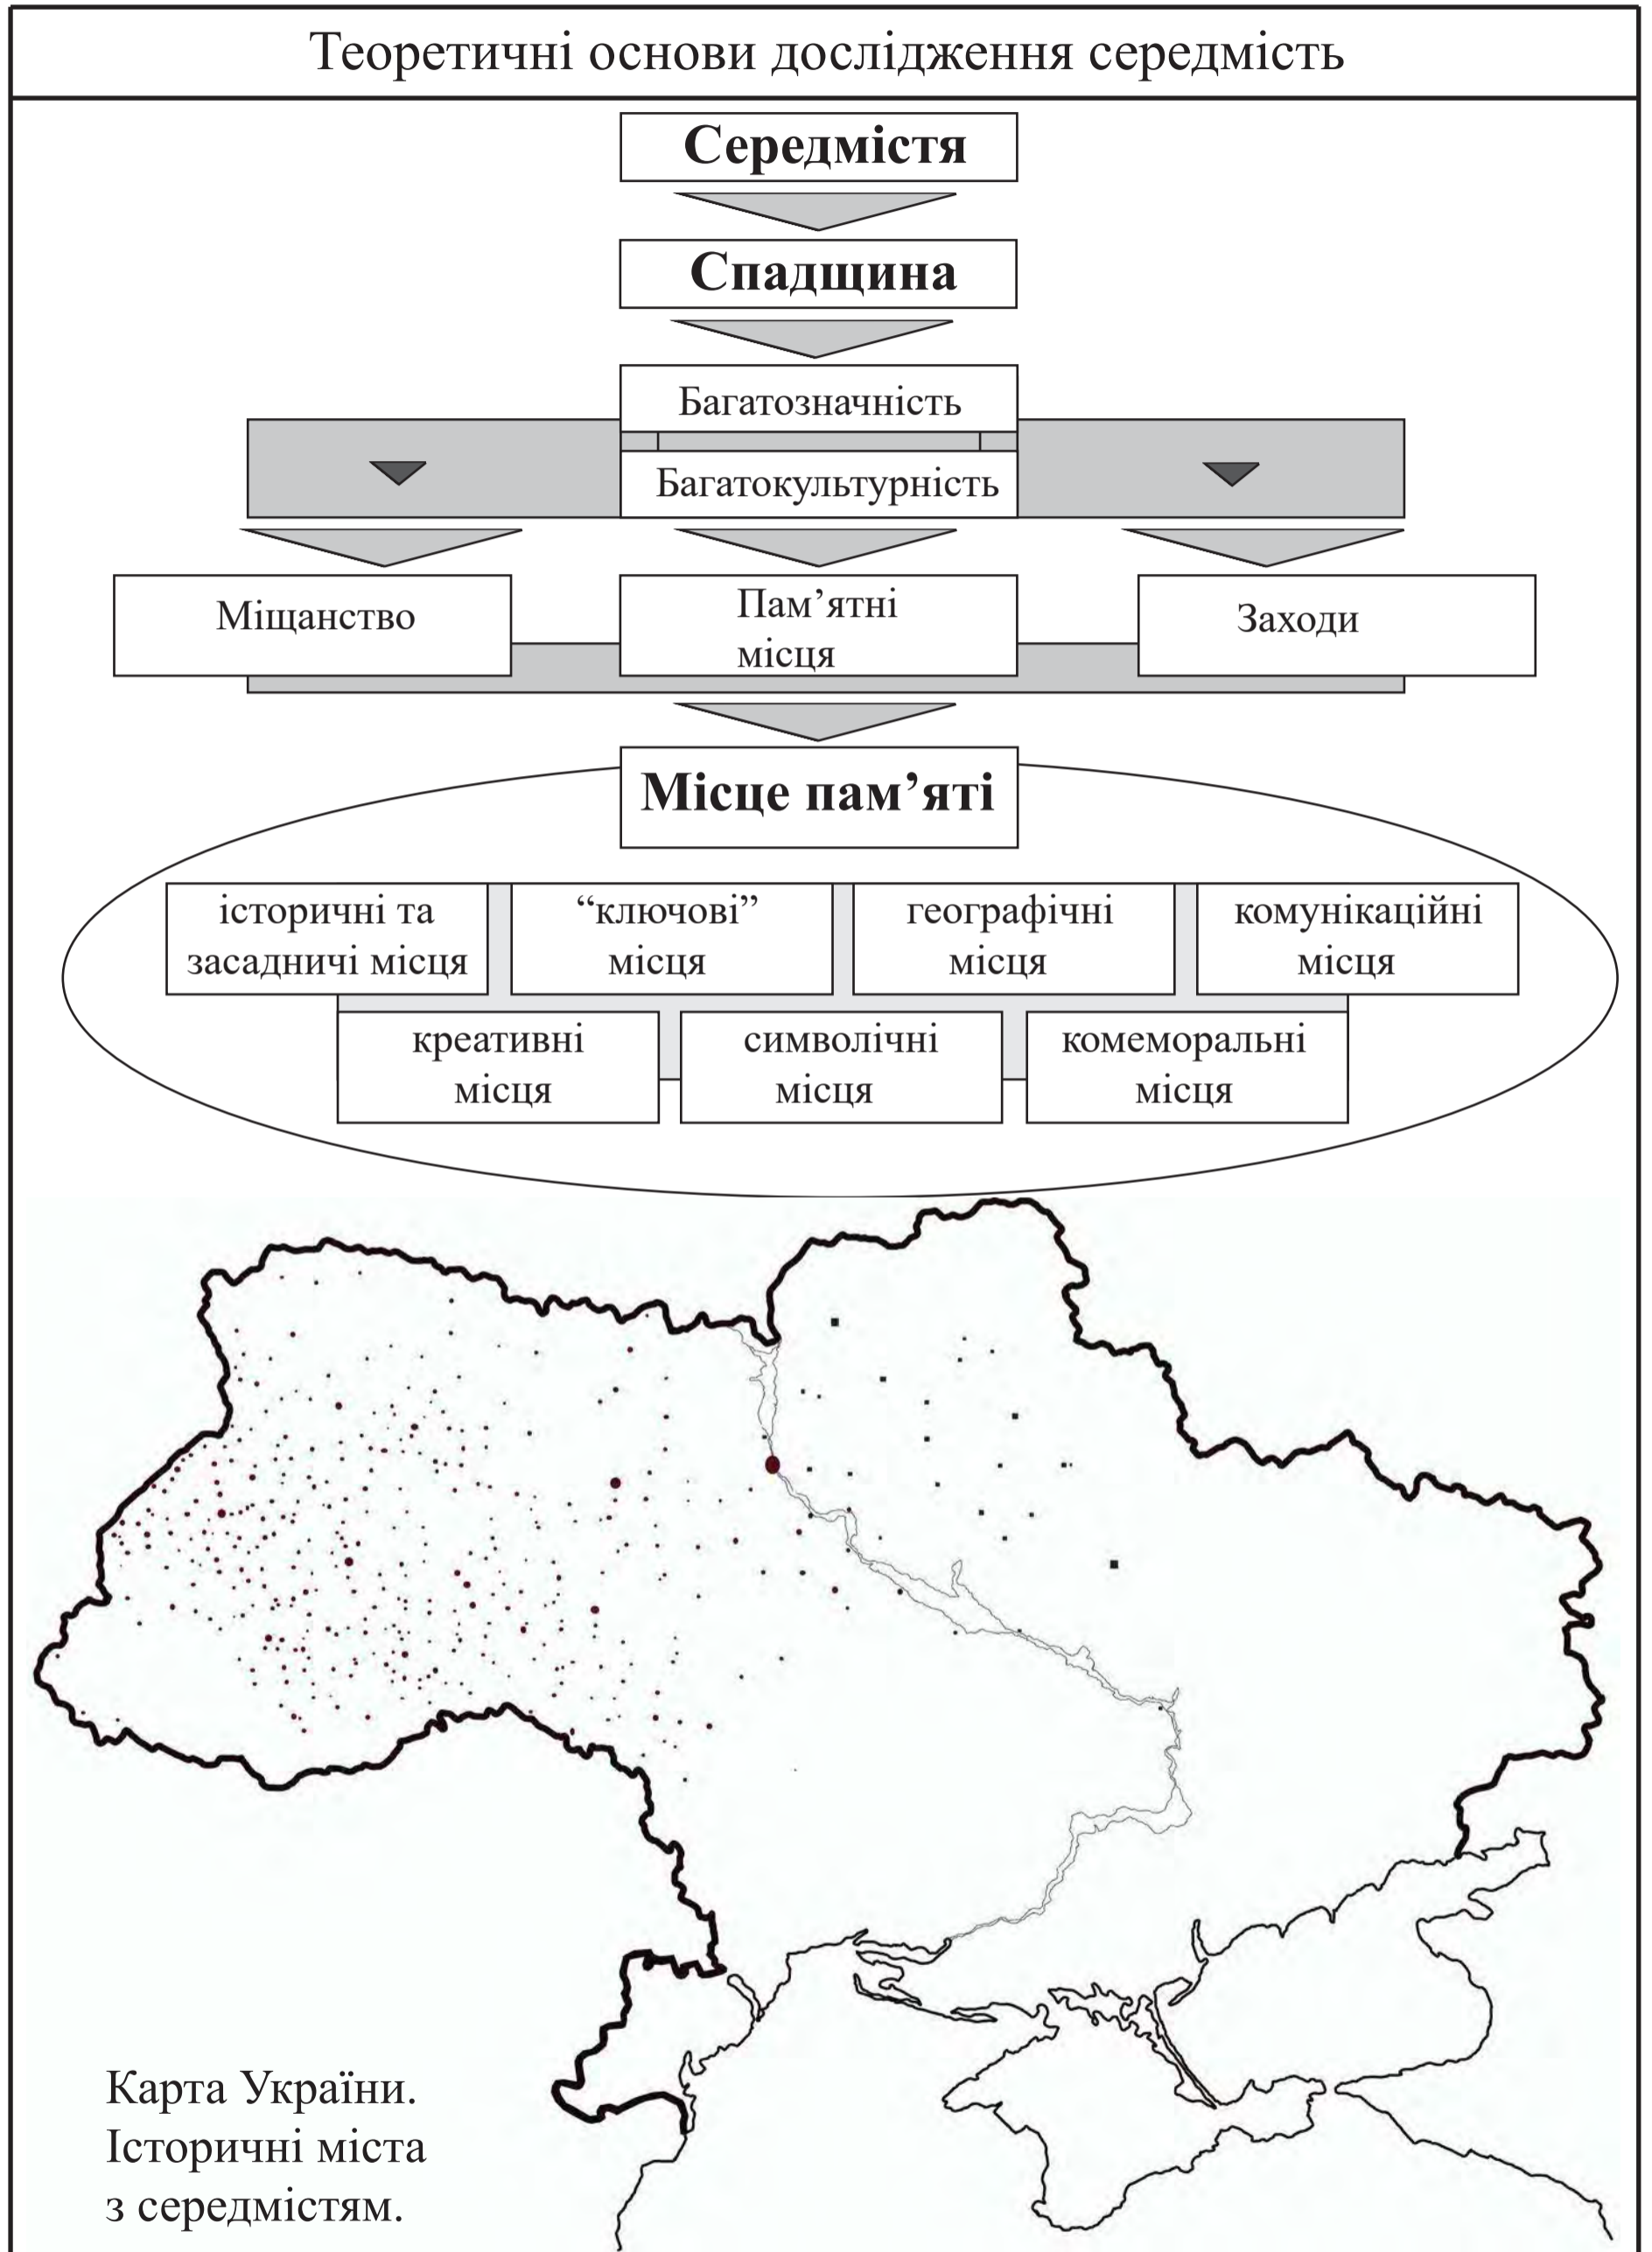 Теоретичні основи дослідження середмість
Середмістя
Спадщина
Багатозначність
Багатокультурність
Міщанство
Пам’ятні
місця
Заходи
Місце пам’яті
історичні та
засадничі місця
“ключові”
місця
географічні
місця
комунікаційні
місця
креативні
місця
символічні
місця
комеморальні
місця
Карта України.
Історичні міста
з середмістям.